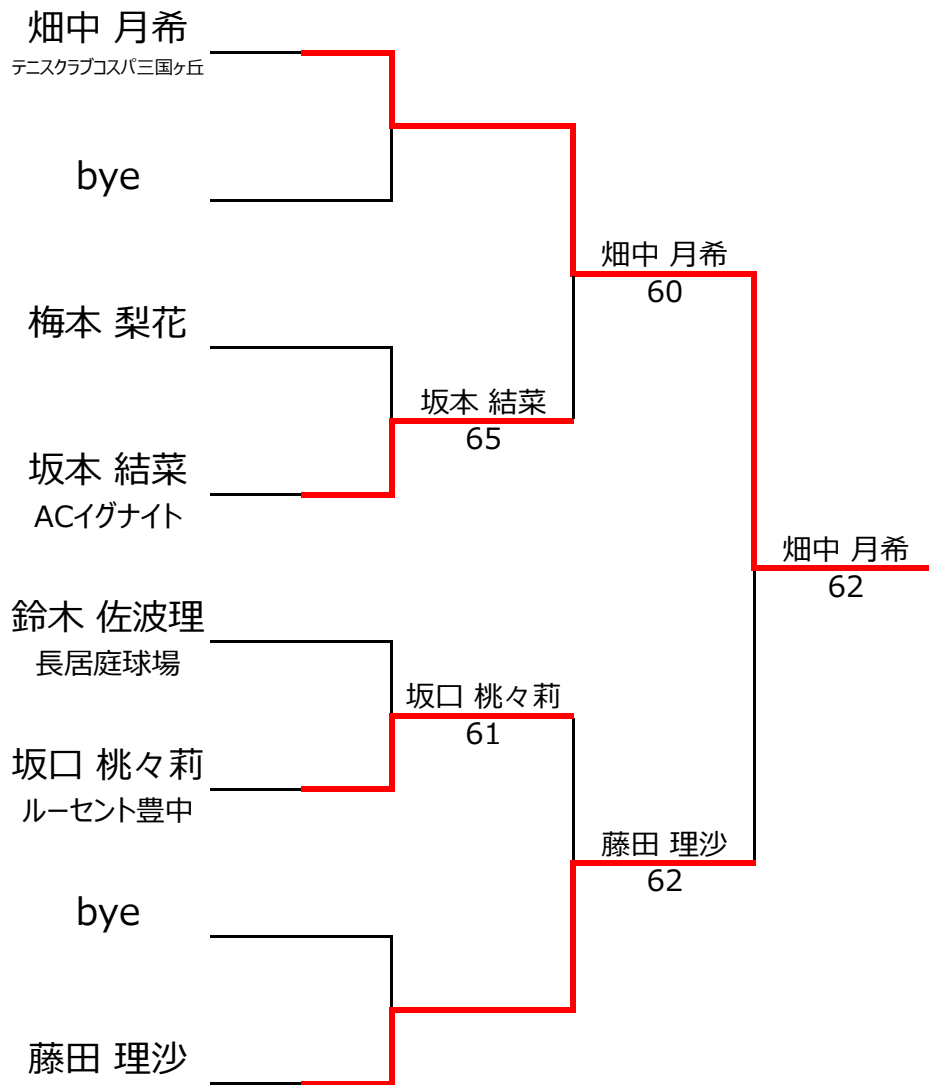 畑中 月希
テニスクラブコスパ三国ヶ丘
bye
畑中 月希
60
梅本 梨花
坂本 結菜
65
坂本 結菜
ACイグナイト
畑中 月希
62
鈴木 佐波理
長居庭球場
坂口 桃々莉
61
坂口 桃々莉
ルーセント豊中
藤田 理沙
62
bye
藤田 理沙